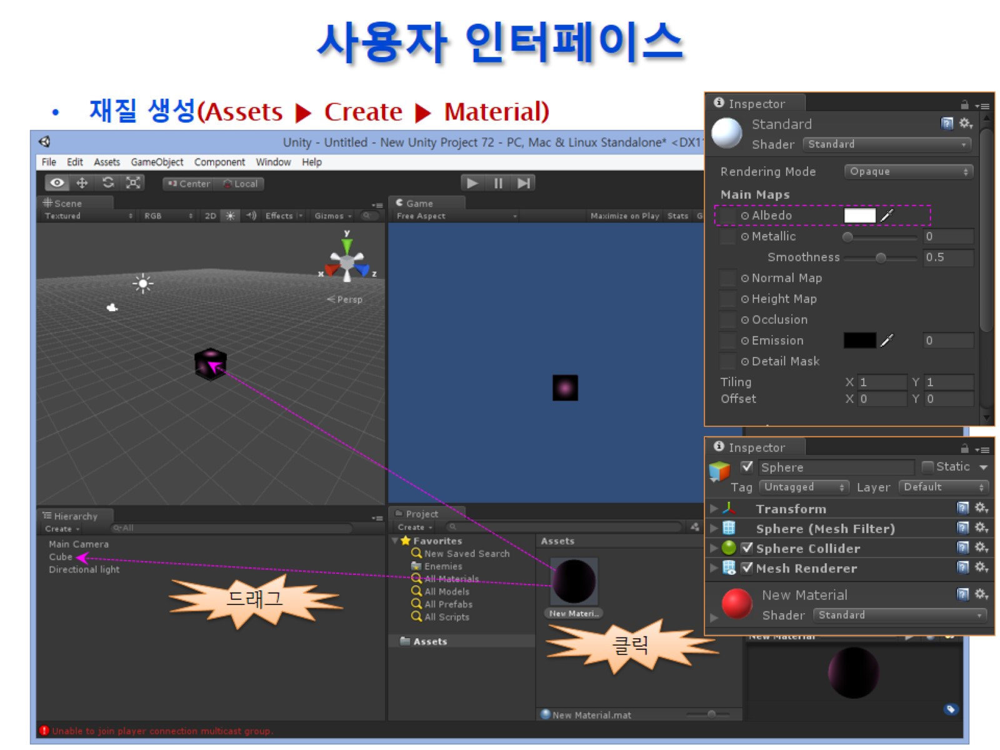 사용자 인터페이스
• 재질 생성(Assets ▶ Create ▶ Material)
Unity - Untitled - New Unity Project 72 - PC, Mac & Linux Standalone* <DX11
File Edit Assets GameObject Component Window Help
Center Local
Scene
Textured RGB 2D Effects Gizmos
y
x z
Persp
Game
Free Aspect Maximize on Play Stats G
Hierarchy
Create All
Main Camera
Cube
Directional light
드래그
Project
Create
Favorites
New Saved Search
Enemies
All Materials
All Models
All Prefabs
All Scripts
Assets
Assets
New Materi...
클릭
New Material.mat
New Material
Unable to join player connection multicast group.
Inspector
Standard
Shader Standard
Rendering Mode Opaque
Main Maps
Albedo
Metallic 0
Smoothness 0.5
Normal Map
Height Map
Occlusion
Emission 0
Detail Mask
Tiling X 1 Y 1
Offset X 0 Y 0
Inspector
Sphere Static
Tag Untagged Layer Default
Transform
Sphere (Mesh Filter)
Sphere Collider
Mesh Renderer
New Material
Shader Standard